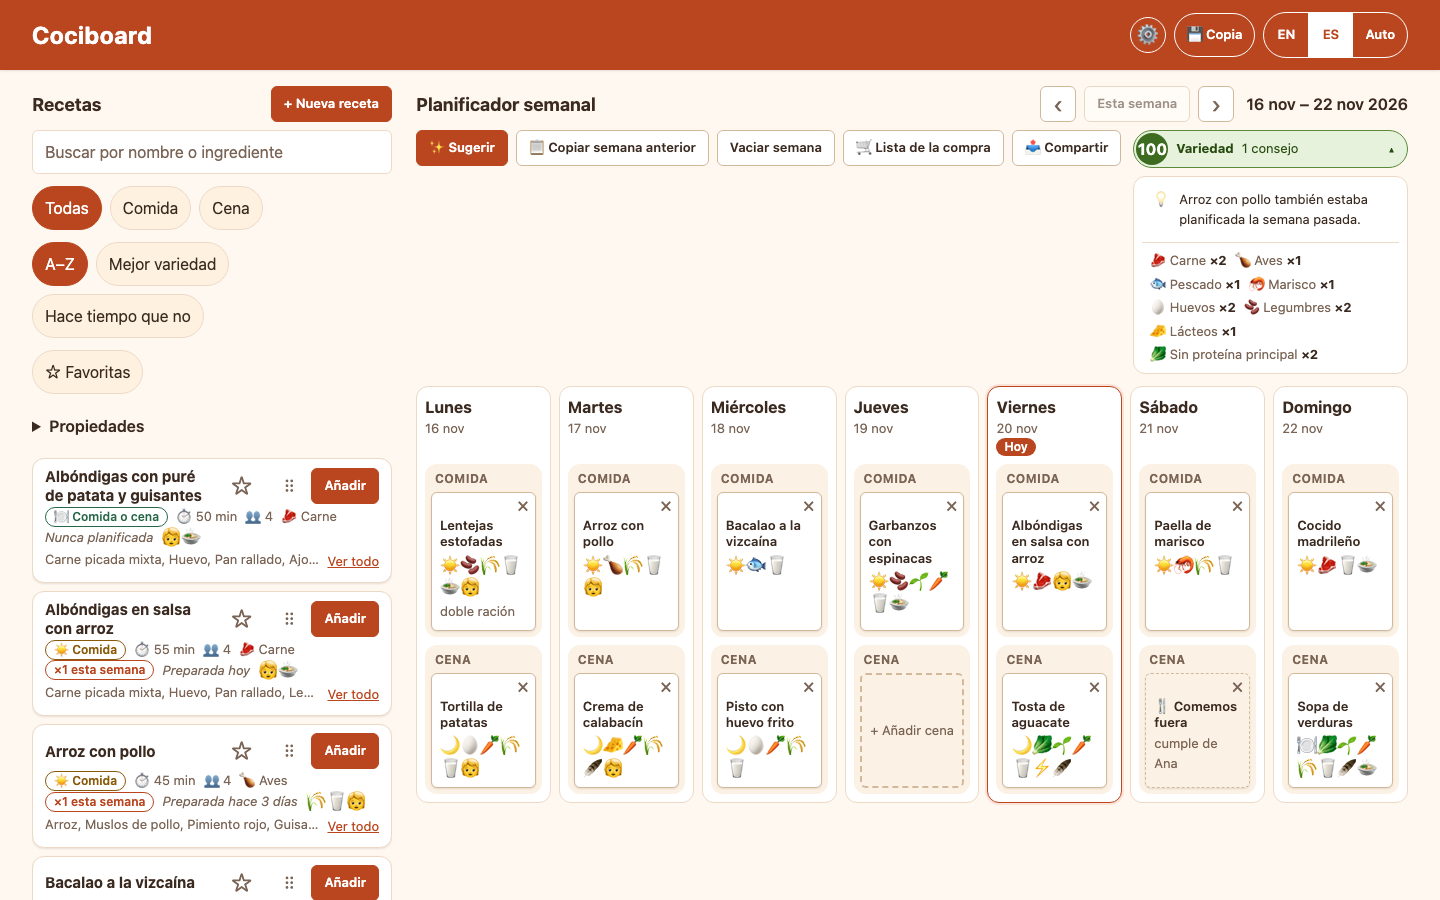 Cociboard
Copia
EN
ES
Auto
Recetas
+ Nueva receta
Buscar por nombre o ingrediente
Todas
Comida
Cena
A–Z
Mejor variedad
Hace tiempo que no
Favoritas
Propiedades
Albóndigas con puré
de patata y guisantes
Añadir
Comida o cena
50 min
4
Carne
Nunca planificada
Carne picada mixta, Huevo, Pan rallado, Ajo...
Ver todo
Albóndigas en salsa
con arroz
Añadir
Comida
55 min
4
Carne
×1 esta semana
Preparada hoy
Carne picada mixta, Huevo, Pan rallado, Le...
Ver todo
Arroz con pollo
Añadir
Comida
45 min
4
Aves
×1 esta semana
Preparada hace 3 días
Arroz, Muslos de pollo, Pimiento rojo, Guisa...
Ver todo
Bacalao a la vizcaína
Añadir
Planificador semanal
Esta semana
16 nov – 22 nov 2026
Sugerir
Copiar semana anterior
Vaciar semana
Lista de la compra
Compartir
100
Variedad
1 consejo
Arroz con pollo también estaba
planificada la semana pasada.
Carne ×2
Aves ×1
Pescado ×1
Marisco ×1
Huevos ×2
Legumbres ×2
Lácteos ×1
Sin proteína principal ×2
Lunes
16 nov
COMIDA
Lentejas
estofadas
doble ración
CENA
Tortilla de
patatas
Martes
17 nov
COMIDA
Arroz con
pollo
CENA
Crema de
calabacín
Miércoles
18 nov
COMIDA
Bacalao a la
vizcaína
CENA
Pisto con
huevo frito
Jueves
19 nov
COMIDA
Garbanzos
con
espinacas
CENA
+ Añadir cena
Viernes
20 nov
Hoy
COMIDA
Albóndigas
en salsa con
arroz
CENA
Tosta de
aguacate
Sábado
21 nov
COMIDA
Paella de
marisco
CENA
Comemos
fuera
cumple de
Ana
Domingo
22 nov
COMIDA
Cocido
madrileño
CENA
Sopa de
verduras